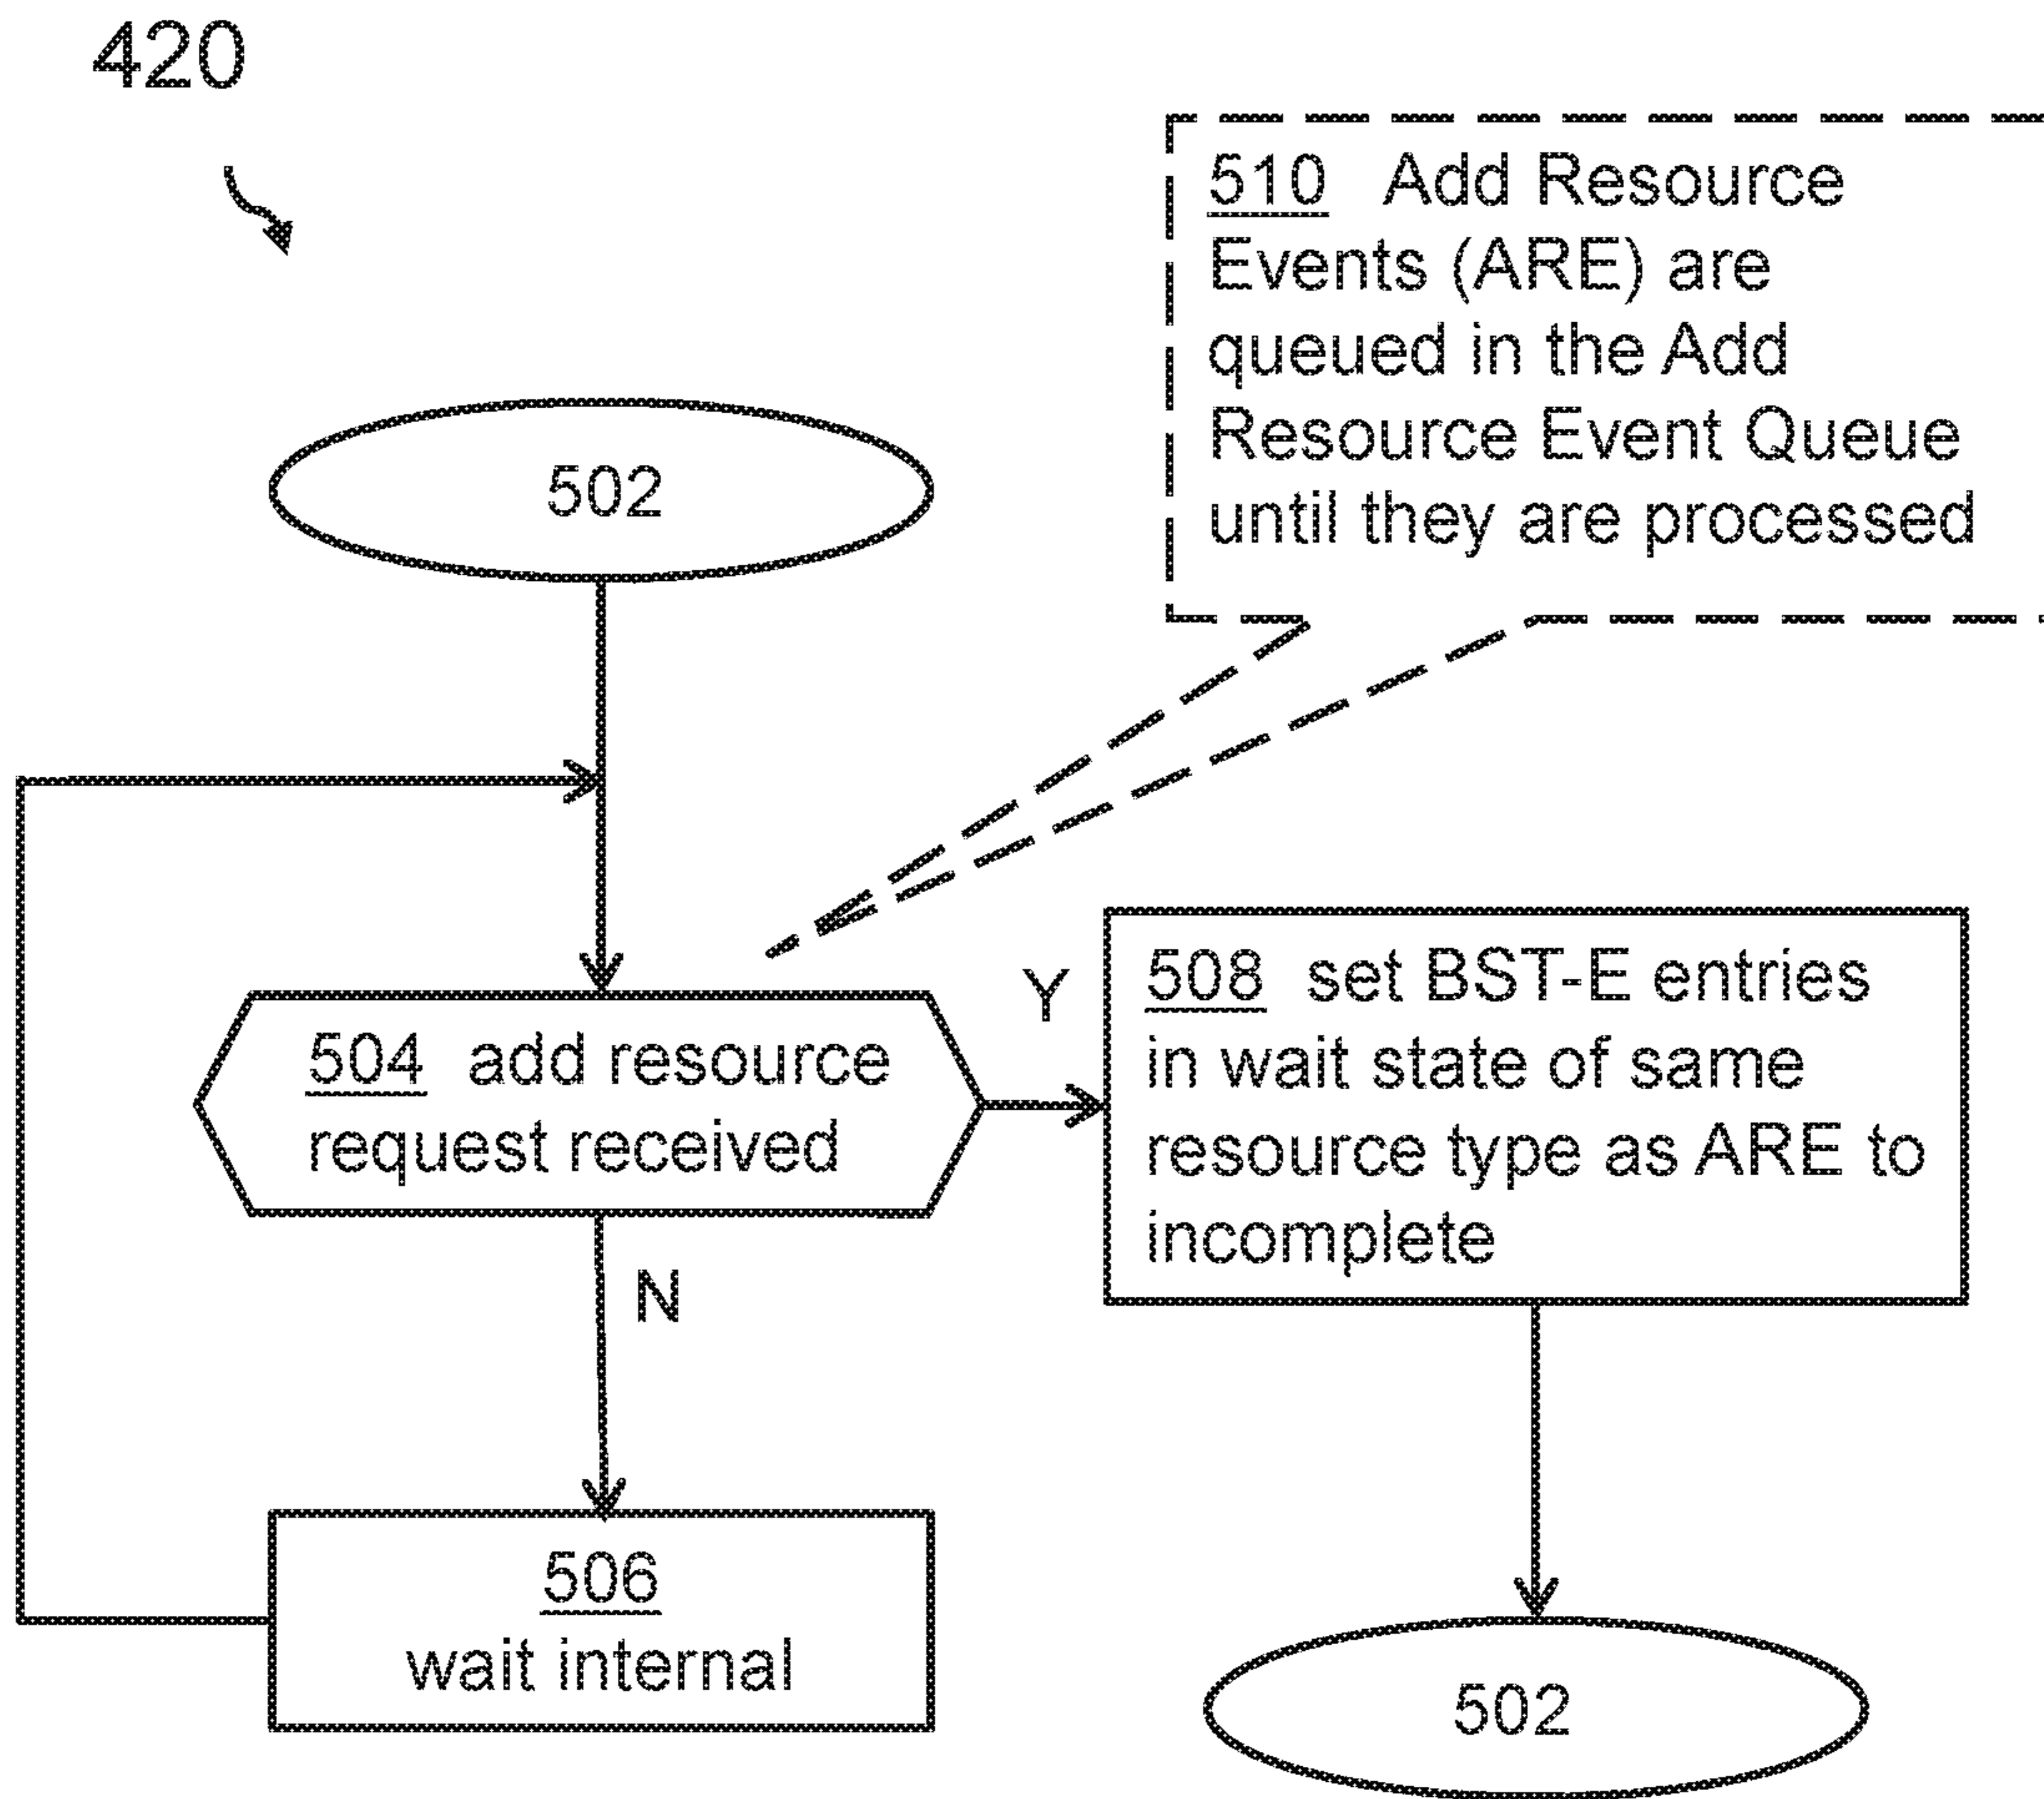 420
510 Add Resource
Events (ARE) are
queued in the Add
Resource Event Queue
until they are processed
502
504 add resource
request received
Y
508 set BST-E entries
in wait state of same
resource type as ARE to
incomplete
N
506
wait internal
502